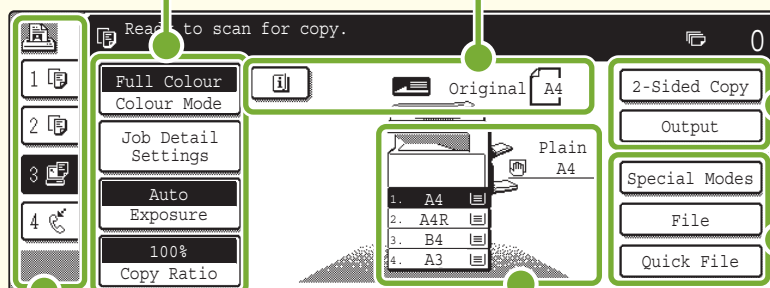 Ready to scan for copy.
0
1
2
3
4
Full Colour
Colour Mode
Job Detail
Settings
Auto
Exposure
100%
Copy Ratio
Original A4
Plain
A4
1. A4
2. A4R
3. B4
4. A3
2-Sided Copy
Output
Special Modes
File
Quick File